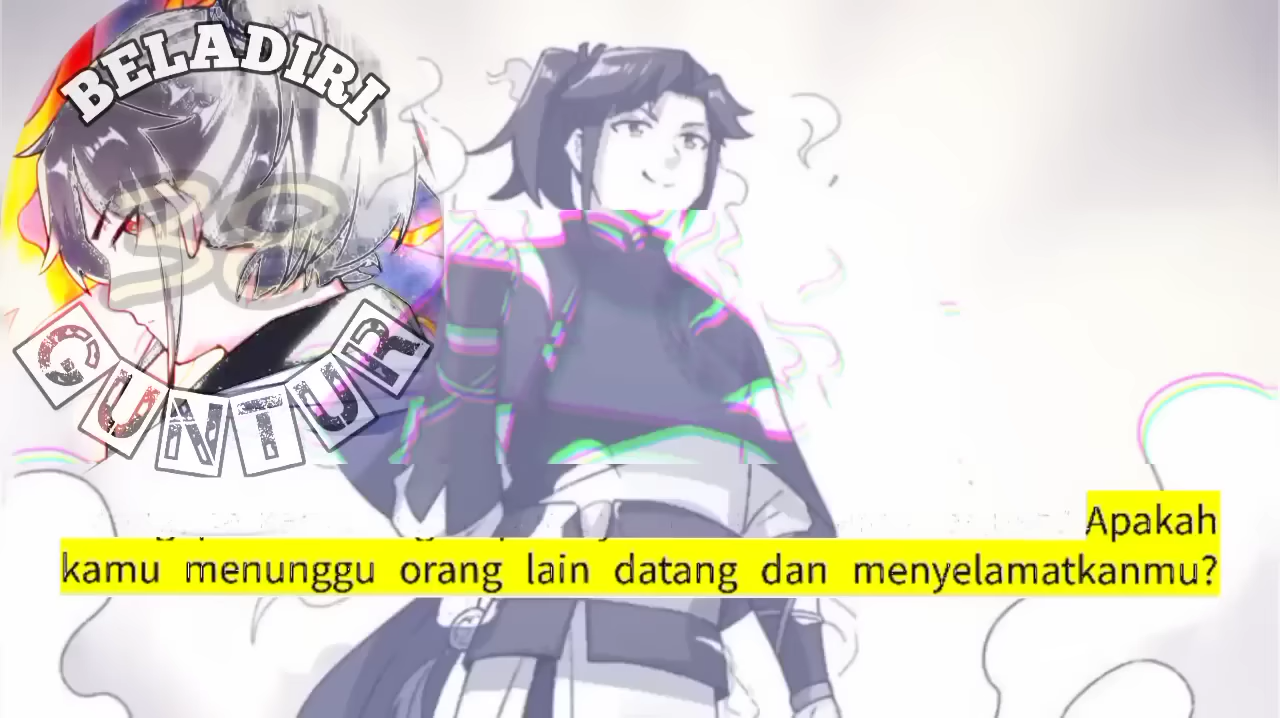 BELADIRI
GUNTUR
Apakah
kamu menunggu orang lain datang dan menyelamatkanmu?